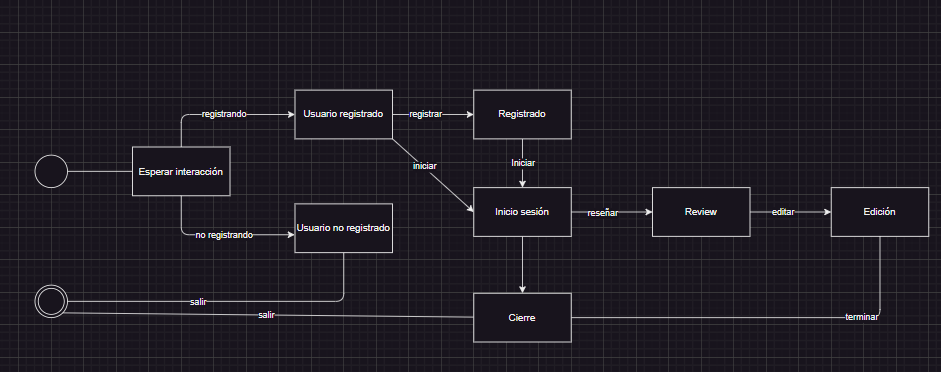 registrando
Usuario registrado
registrar
Registrado
Esperar interacción
iniciar
Iniciar
Inicio sesión
reseñar
Review
editar
Edición
no registrando
Usuario no registrado
salir
salir
Cierre
terminar